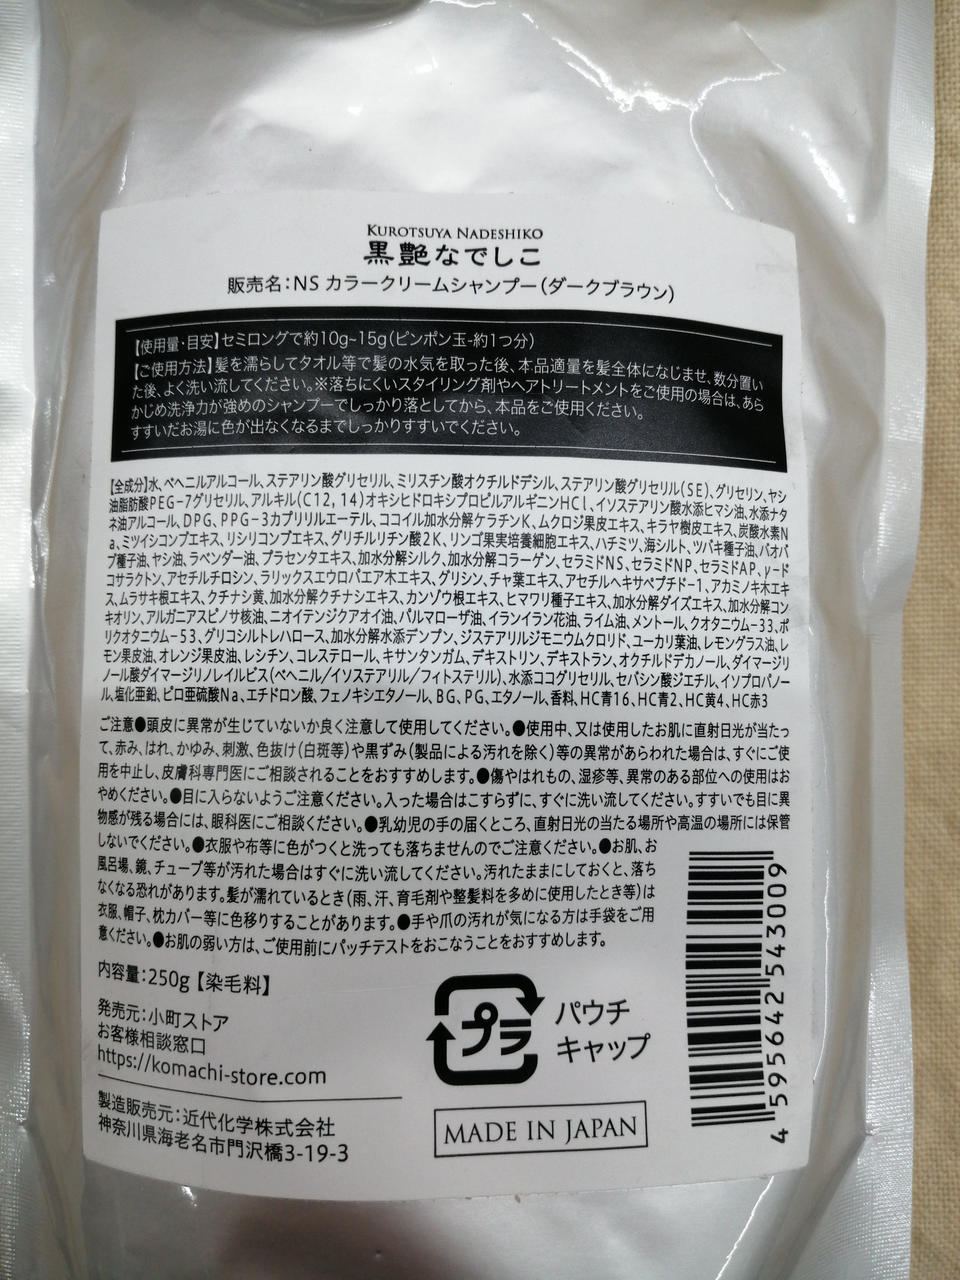 KUROTSUYA NADESHIKO
黒艶なでしこ
販売名:NS カラークリームシャンプー(ダークブラウン)
【使用量・目安】セミロングで約10g~15g(ピンポン玉-約1つ分)
【ご使用方法】髪を濡らしてタオル等で髪の水気を取った後、本品適量を髪全体になじませ、数分置い
た後、よく洗い流してください。※落ちにくいスタイリング剤やヘアトリートメントをご使用の場合は、あら
かじめ洗浄力が強めのシャンプーでしっかり落としてから、本品をご使用ください。
すすいだお湯に色が出なくなるまでしっかりすすいでください。
【全成分】水、ベヘニルアルコール、ステアリン酸グリセリル、ミリスチン酸オクチルドデシル、ステアリン酸グリセリル(SE)、グリセリン、ヤシ
油脂肪酸PEG-7グリセリル、アルキル(C12,14)オキシヒドロキシプロピルアルギニンHCl、イソステアリン酸水添ヒマシ油、水添ナタ
ネ油アルコール、DPG、PPG-3カプリリルエーテル、ココイル加水分解ケラチンK、ムクロジ果皮エキス、キラヤ樹皮エキス、炭酸水素N
a、ミツイシコンブエキス、リシリコンブエキス、グリチルリチン酸2K、リンゴ果実培養細胞エキス、ハチミツ、海シルト、ツバキ種子油、バオバ
ブ種子油、ヤシ油、ラベンダー油、プラセンタエキス、加水分解シルク、加水分解コラーゲン、セラミドNS、セラミドNP、セラミドAP、γ-ド
コサラクトン、アセチルチロシン、ラリックスエウロパエア木エキス、グリシン、チャ葉エキス、アセチルヘキサペプチド-1、アカミノキ木エキ
ス、ムラサキ根エキス、クチナシ黄、加水分解クチナシエキス、カンゾウ根エキス、ヒマワリ種子エキス、加水分解ダイズエキス、加水分解コン
キオリン、アルガニアスピノサ核油、ニオイテンジクアオイ油、パルマローザ油、イランイラン花油、ライム油、メントール、クオタニウム-33、ポ
リクオタニウム-53、グリコシルトレハロース、加水分解水添デンプン、ジステアリルジモニウムクロリド、ユーカリ葉油、レモングラス油、レ
モン果皮油、オレンジ果皮油、レシチン、コレステロール、キサンタンガム、デキストリン、デキストラン、オクチルドデカノール、ダイマージリ
ノール酸ダイマージリノレイルビス(ベヘニル/イソステアリル/フィトステリル)、水添ココグリセリル、セバシン酸ジエチル、イソプロパノー
ル、塩化亜鉛、ピロ亜硫酸Na、エチドロン酸、フェノキシエタノール、BG、PG、エタノール、香料、HC青16、HC青2、HC黄4、HC赤3
ご注意●頭皮に異常が生じていないか良く注意して使用してください。●使用中、又は使用したお肌に直射日光が当たっ
て、赤み、はれ、かゆみ、刺激、色抜け(白斑等)や黒ずみ(製品による汚れを除く)等の異常があらわれた場合は、すぐにご使
用を中止し、皮膚科専門医にご相談されることをおすすめします。●傷やはれもの、湿疹等、異常のある部位への使用はお
やめください。●目に入らないようご注意ください。入った場合はこすらずに、すぐに洗い流してください。すすいでも目に異
物感が残る場合には、眼科医にご相談ください。●乳幼児の手の届くところ、直射日光の当たる場所や高温の場所には保管
しないでください。●衣服や布等に色がつくと洗っても落ちませんのでご注意ください。●お肌、お
風呂場、鏡、チューブ等が汚れた場合はすぐに洗い流してください。汚れたままにしておくと、落ち
なくなる恐れがあります。髪が濡れているとき(雨、汗、育毛剤や整髪料を多めに使用したとき等)は
衣服、帽子、枕カバー等に色移りすることがあります。●手や爪の汚れが気になる方は手袋をご用
意ください。●お肌の弱い方は、ご使用前にパッチテストをおこなうことをおすすめします。
内容量:250g【染毛料】
発売元:小町ストア
お客様相談窓口
https://komachi-store.com
製造販売元:近代化学株式会社
神奈川県海老名市門沢橋3-19-3
プラ
パウチ
キャップ
MADE IN JAPAN
4595642543009